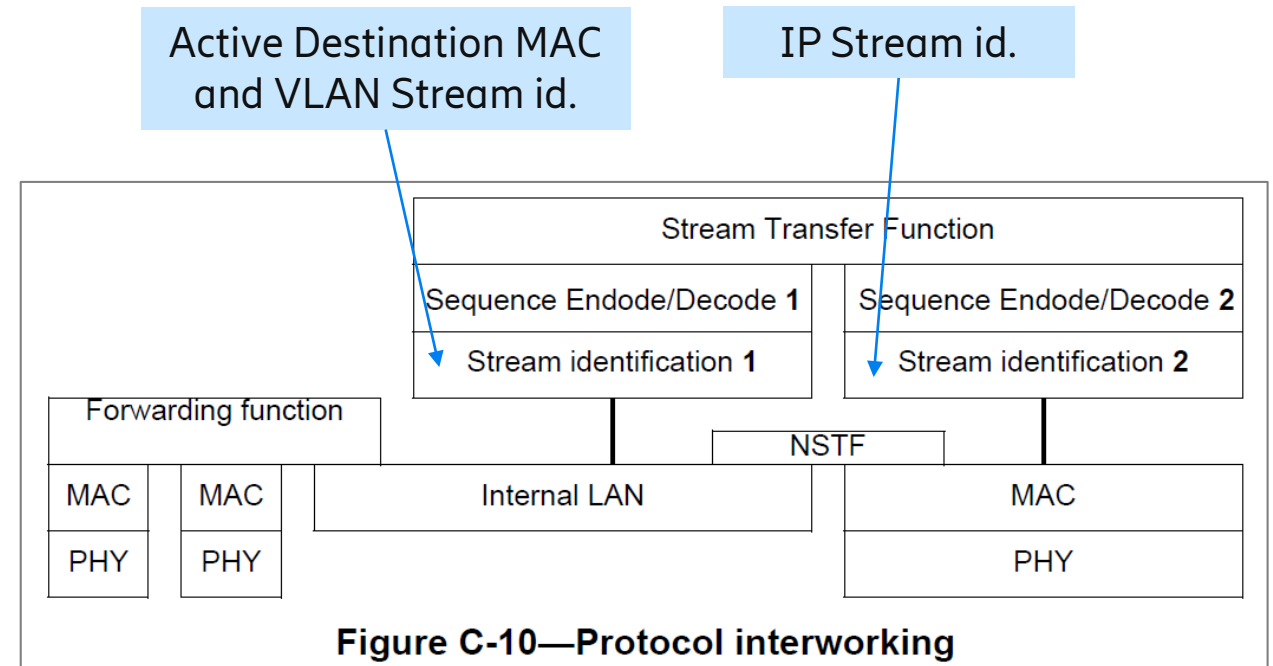 Active Destination MAC
and VLAN Stream id.
IP Stream id.
Stream Transfer Function
Sequence Endode/Decode 1
Sequence Endode/Decode 2
Stream identification 1
Stream identification 2
Forwarding function
NSTF
MAC
MAC
Internal LAN
MAC
PHY
PHY
PHY
Figure C-10—Protocol interworking